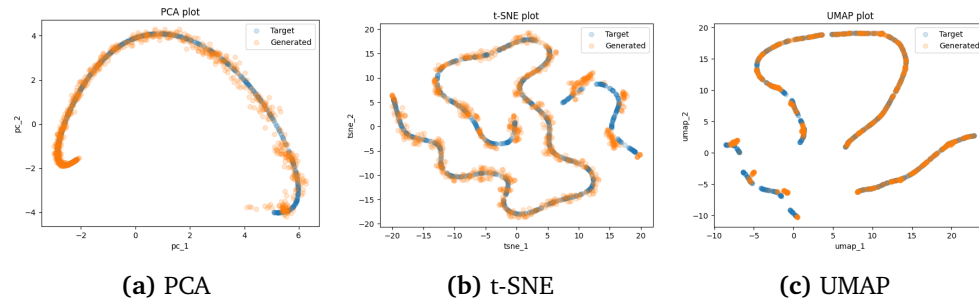 PCA plot
Target
Generated
pc_2
4
2
0
−2
−4
−2
0
2
4
6
pc_1
(a) PCA
t-SNE plot
Target
Generated
tsne_2
20
15
10
5
0
−5
−10
−15
−20
−20
−15
−10
−5
0
5
10
15
20
tsne_1
(b) t-SNE
UMAP plot
Target
Generated
umap_2
20
15
10
5
0
−5
−10
−10
−5
0
5
10
15
20
umap_1
(c) UMAP